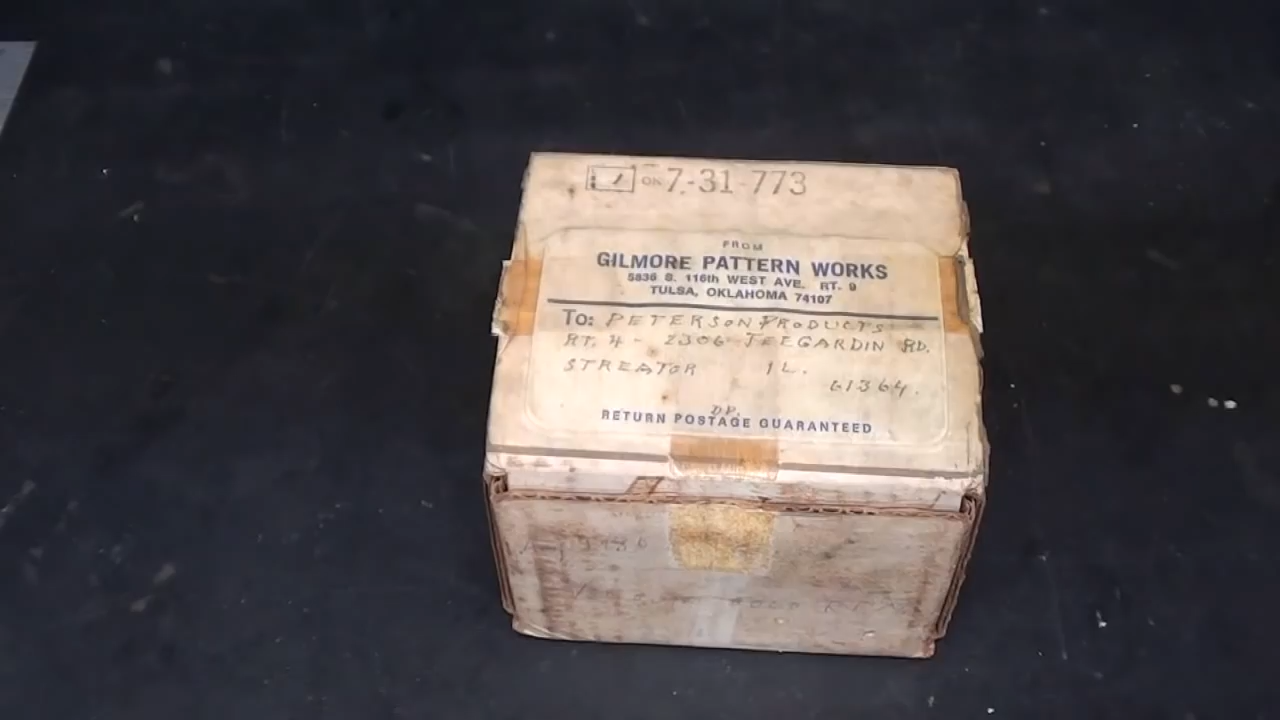 ON 7-31-773
FROM
GILMORE PATTERN WORKS
5836 S. 116th WEST AVE. RT. 9
TULSA, OKLAHOMA 74107
TO: PETERSON PRODUCTS
RT. 4 - 2306 TEEGARDIN RD.
STREATOR IL.
61364.
RETURN POSTAGE GUARANTEED